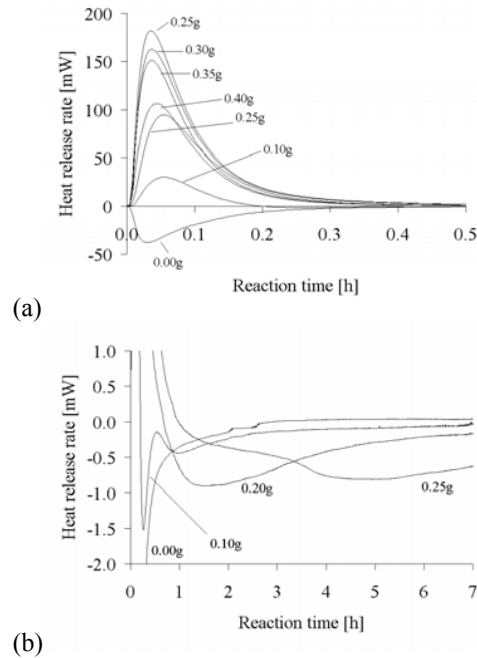 200
150
100
50
0
-50
Heat release rate [mW]
0.25g
0.30g
0.35g
0.40g
0.25g
0.10g
0.00g
0.0 0.1 0.2 0.3 0.4 0.5
Reaction time [h]
(a)
1.0
0.5
0.0
-0.5
-1.0
-1.5
-2.0
Heat release rate [mW]
0.20g
0.25g
0.10g
0.00g
0 1 2 3 4 5 6 7
Reaction time [h]
(b)